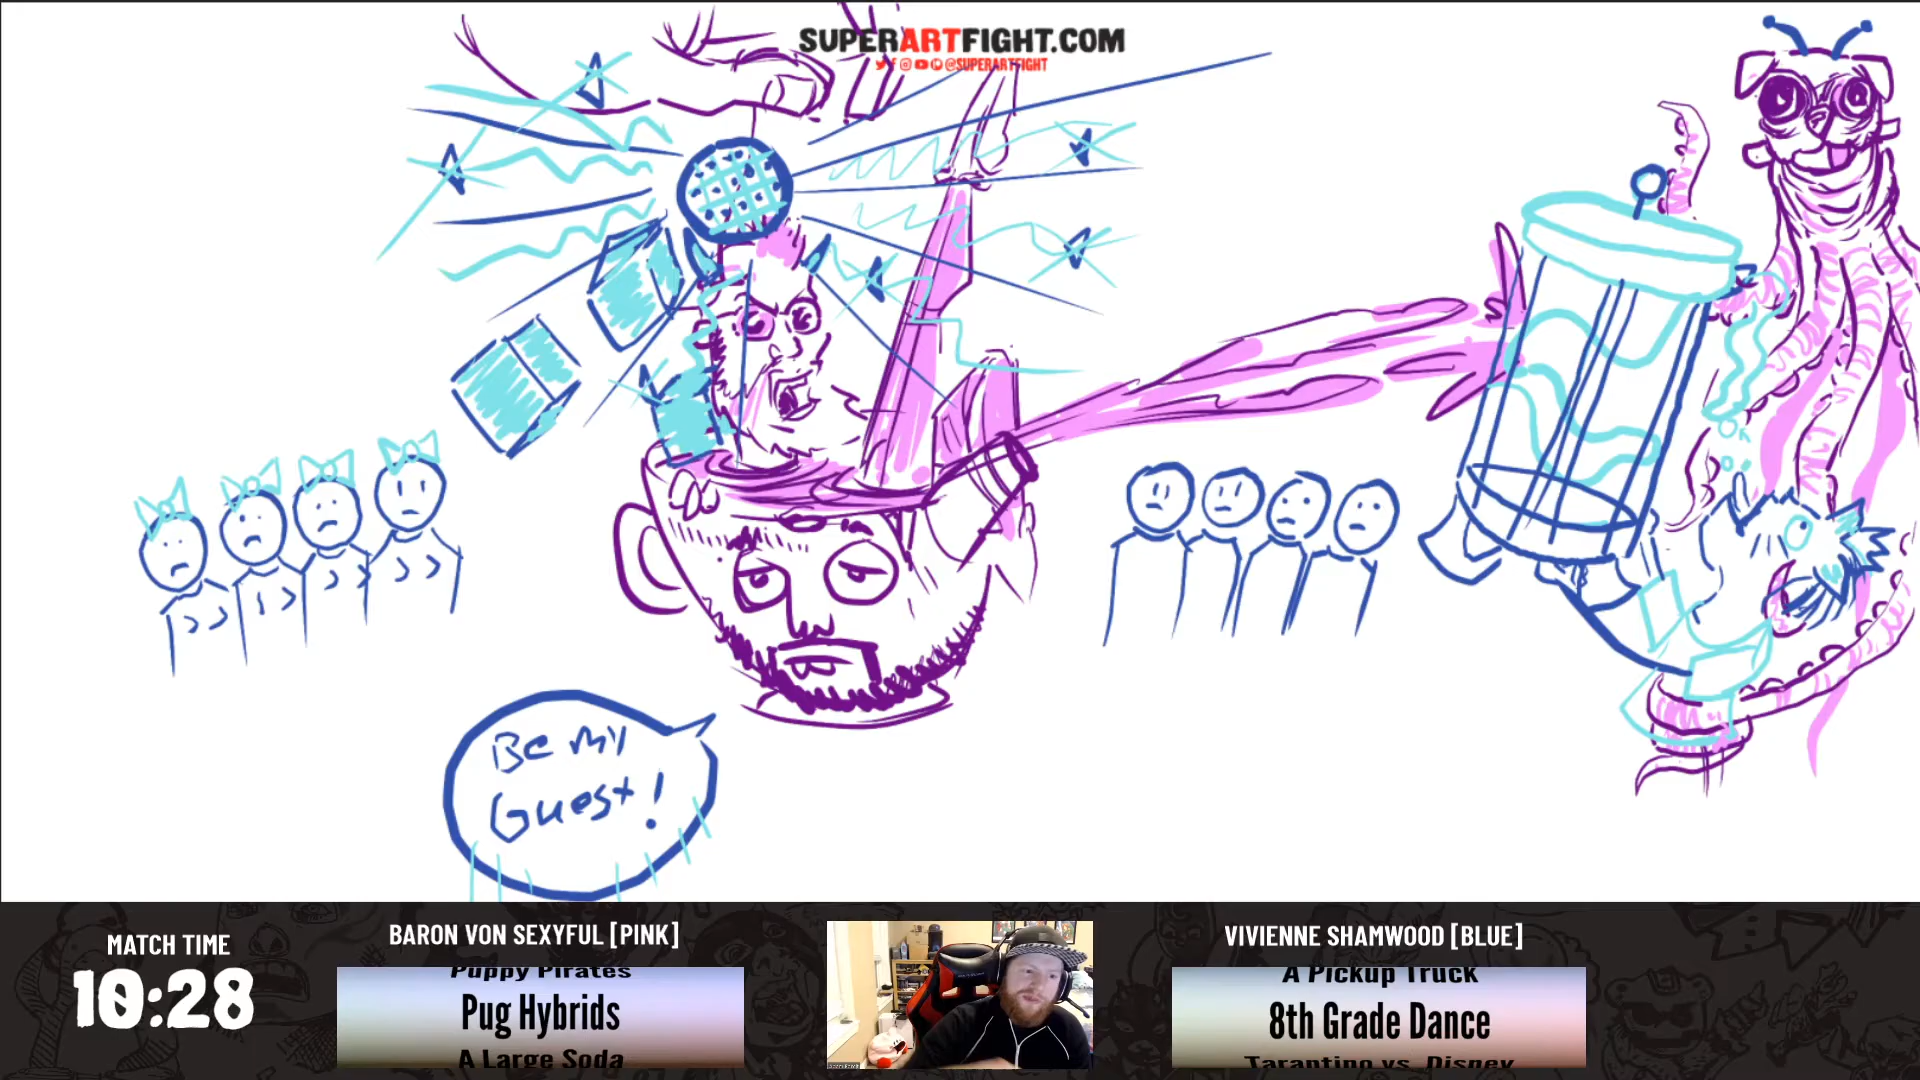 SUPERARTFIGHT.COM
@SUPERARTFIGHT
Be my
Guest!
MATCH TIME
10:28
BARON VON SEXYFUL [PINK]
Puppy Pirates
Pug Hybrids
A Large Soda
VIVIENNE SHAMWOOD [BLUE]
A Pickup Truck
8th Grade Dance
Tarantino vs. Disney